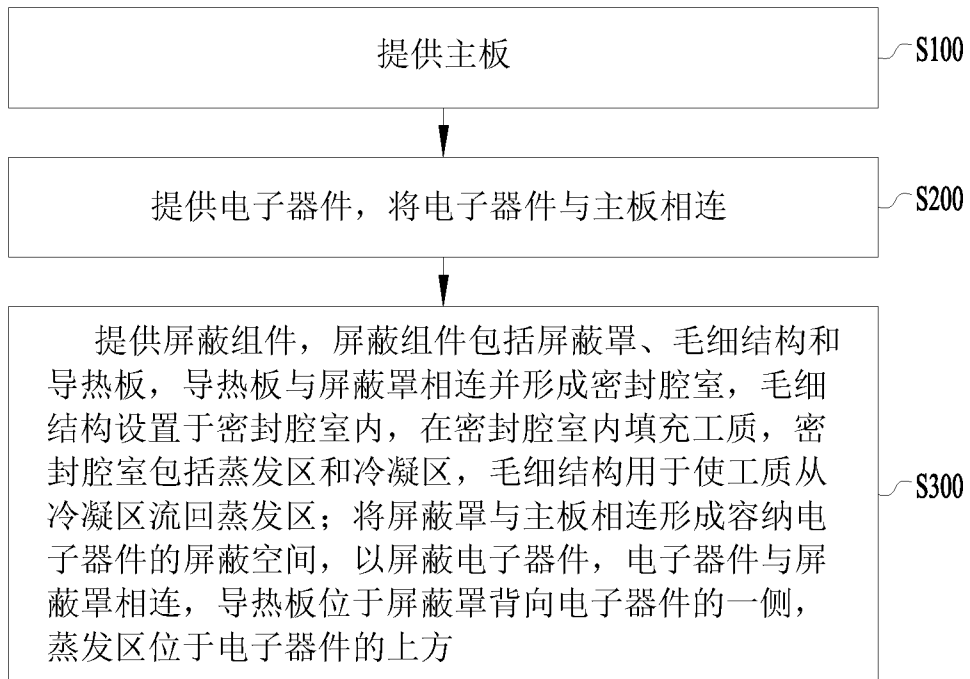 提供主板
S100
提供电子器件，将电子器件与主板相连
S200
提供屏蔽组件，屏蔽组件包括屏蔽罩、毛细结构和
导热板，导热板与屏蔽罩相连并形成密封腔室，毛细
结构设置于密封腔室内，在密封腔室内填充工质，密
封腔室包括蒸发区和冷凝区，毛细结构用于使工质从
冷凝区流回蒸发区；将屏蔽罩与主板相连形成容纳电
子器件的屏蔽空间，以屏蔽电子器件，电子器件与屏
蔽罩相连，导热板位于屏蔽罩背向电子器件的一侧，
蒸发区位于电子器件的上方
S300